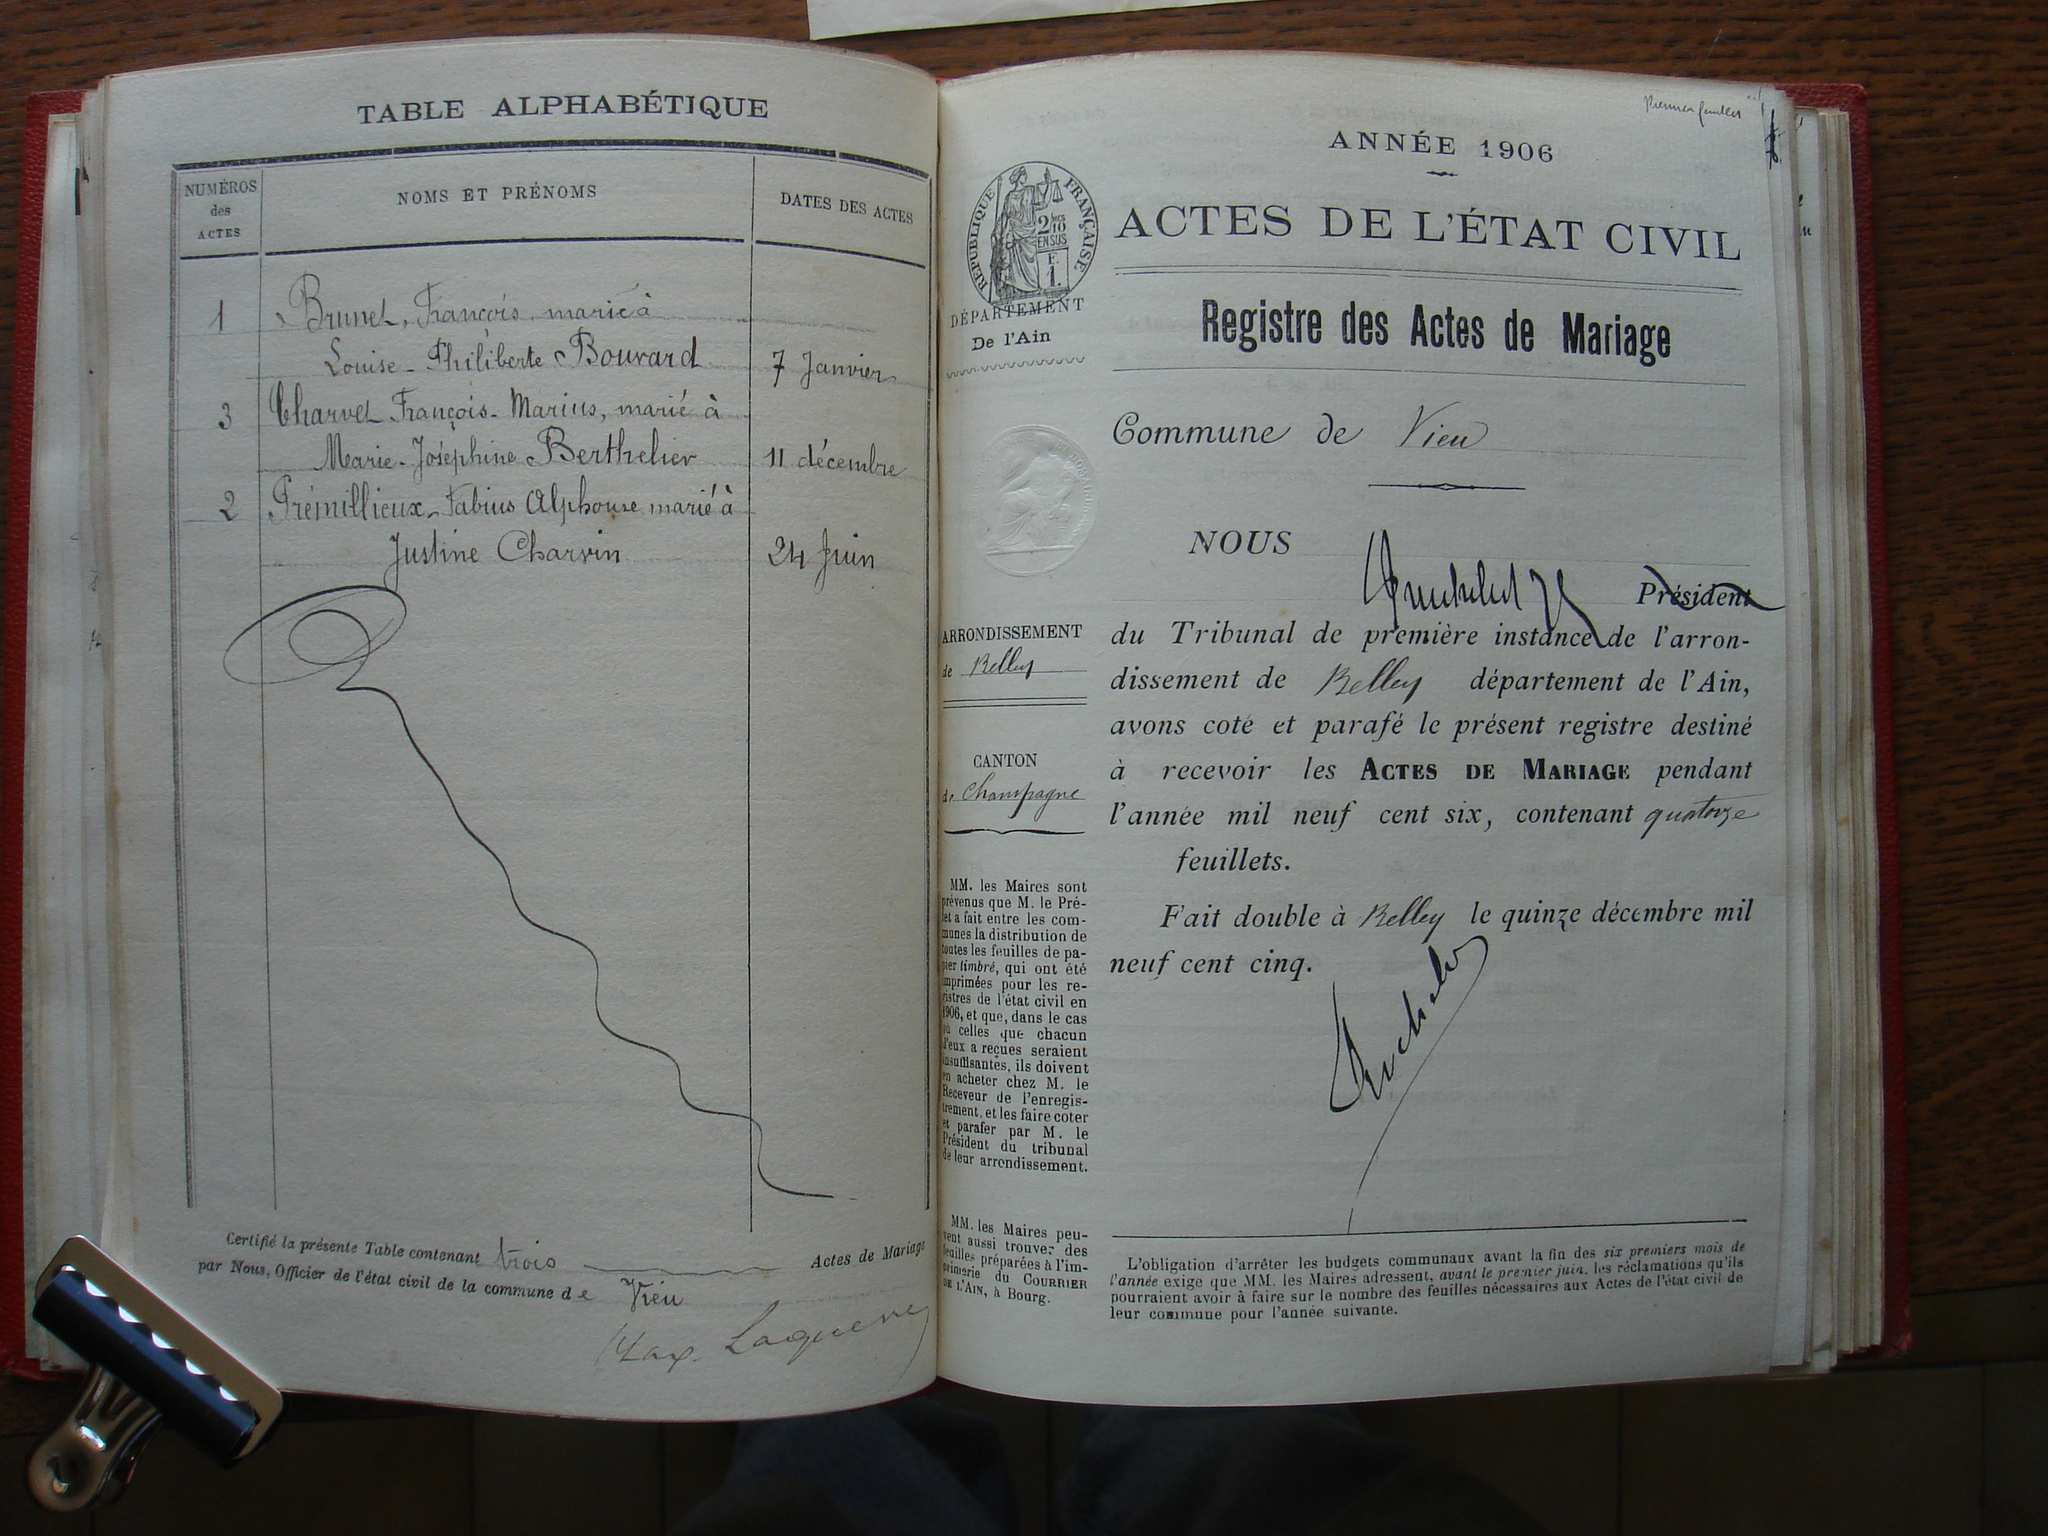 TABLE ALPHABÉTIQUE
NUMÉROS
des
ACTES
NOMS ET PRÉNOMS
DATES DES ACTES
1 Brunet, François, marié à
Louise-Philiberte Bouvard 7 Janvier
3 Charvet François-Marius, marié à
Marie-Joséphine Berthelier 11 décembre
2 Prémillieux-Fabius Alphonse marié à
Justine Charvin 24 Juin
Certifié la présente Table contenant trois Actes de Mariage
par Nous, Officier de l'état civil de la commune de Vieu
Premier feuillet
ANNÉE 1906
RÉPUBLIQUE FRANÇAISE
2/10
EN SUS
F.
1.
ACTES DE L'ÉTAT CIVIL
DÉPARTEMENT
De l'Ain
Registre des Actes de Mariage
Commune de Vieu
NOUS
Président
ARRONDISSEMENT
de Belley
CANTON
de Champagne
du Tribunal de première instance de l'arron-
dissement de Belley département de l'Ain,
avons coté et parafé le présent registre destiné
à recevoir les ACTES DE MARIAGE pendant
l'année mil neuf cent six, contenant quatorze
feuillets.
Fait double à Belley le quinze décembre mil
neuf cent cinq.
MM. les Maires sont
prévenus que M. le Pré-
fet a fait entre les com-
munes la distribution de
toutes les feuilles de pa-
pier timbré, qui ont été
imprimées pour les re-
gistres de l'état civil en
1906, et que, dans le cas
où celles que chacun
d'eux a reçues seraient
insuffisantes, ils doivent
en acheter chez M. le
Receveur de l'enregis-
trement, et les faire coter
et parafer par M. le
Président du tribunal
de leur arrondissement.
MM. les Maires peu-
vent aussi trouver des
feuilles préparées à l'im-
primerie du COURRIER
DE L'AIN, à Bourg.
L'obligation d'arrêter les budgets communaux avant la fin des six premiers mois de
l'année exige que MM. les Maires adressent, avant le premier juin, les réclamations qu'ils
pourraient avoir à faire sur le nombre des feuilles nécessaires aux Actes de l'état civil de
leur commune pour l'année suivante.